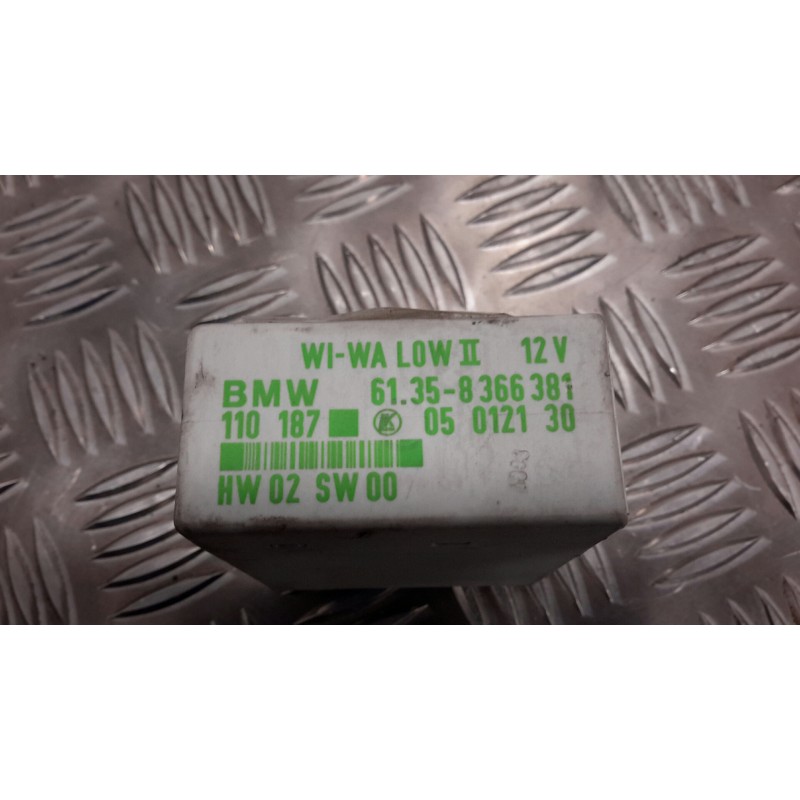 WI-WA LOW II 12V
BMW 61.35-8 366 381
110 187 K 05 0121 30
HW 02 SW 00